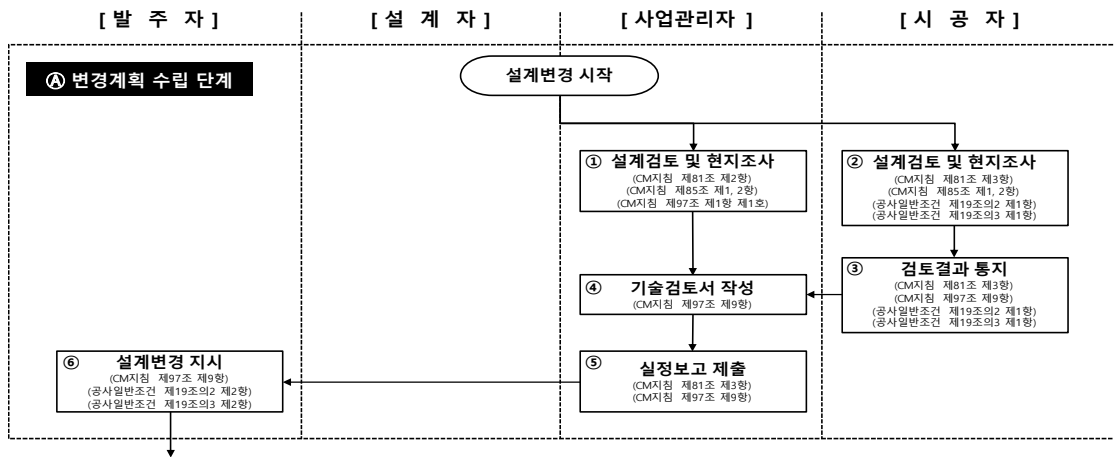 [ 발 주 자 ]
[ 설 계 자 ]
[ 사업관리자 ]
[ 시 공 자 ]
Ⓐ 변경계획 수립 단계
설계변경 시작
① 설계검토 및 현지조사
(CM지침 제81조 제2항)
(CM지침 제85조 제1, 2항)
(CM지침 제97조 제1항 제1호)
② 설계검토 및 현지조사
(CM지침 제81조 제3항)
(CM지침 제85조 제1, 2항)
(공사일반조건 제19조의2 제1항)
(공사일반조건 제19조의3 제1항)
③ 검토결과 통지
(CM지침 제81조 제3항)
(CM지침 제97조 제9항)
(공사일반조건 제19조의2 제1항)
(공사일반조건 제19조의3 제1항)
④ 기술검토서 작성
(CM지침 제97조 제9항)
⑤ 실정보고 제출
(CM지침 제81조 제3항)
(CM지침 제97조 제9항)
⑥ 설계변경 지시
(CM지침 제97조 제9항)
(공사일반조건 제19조의2 제2항)
(공사일반조건 제19조의3 제2항)